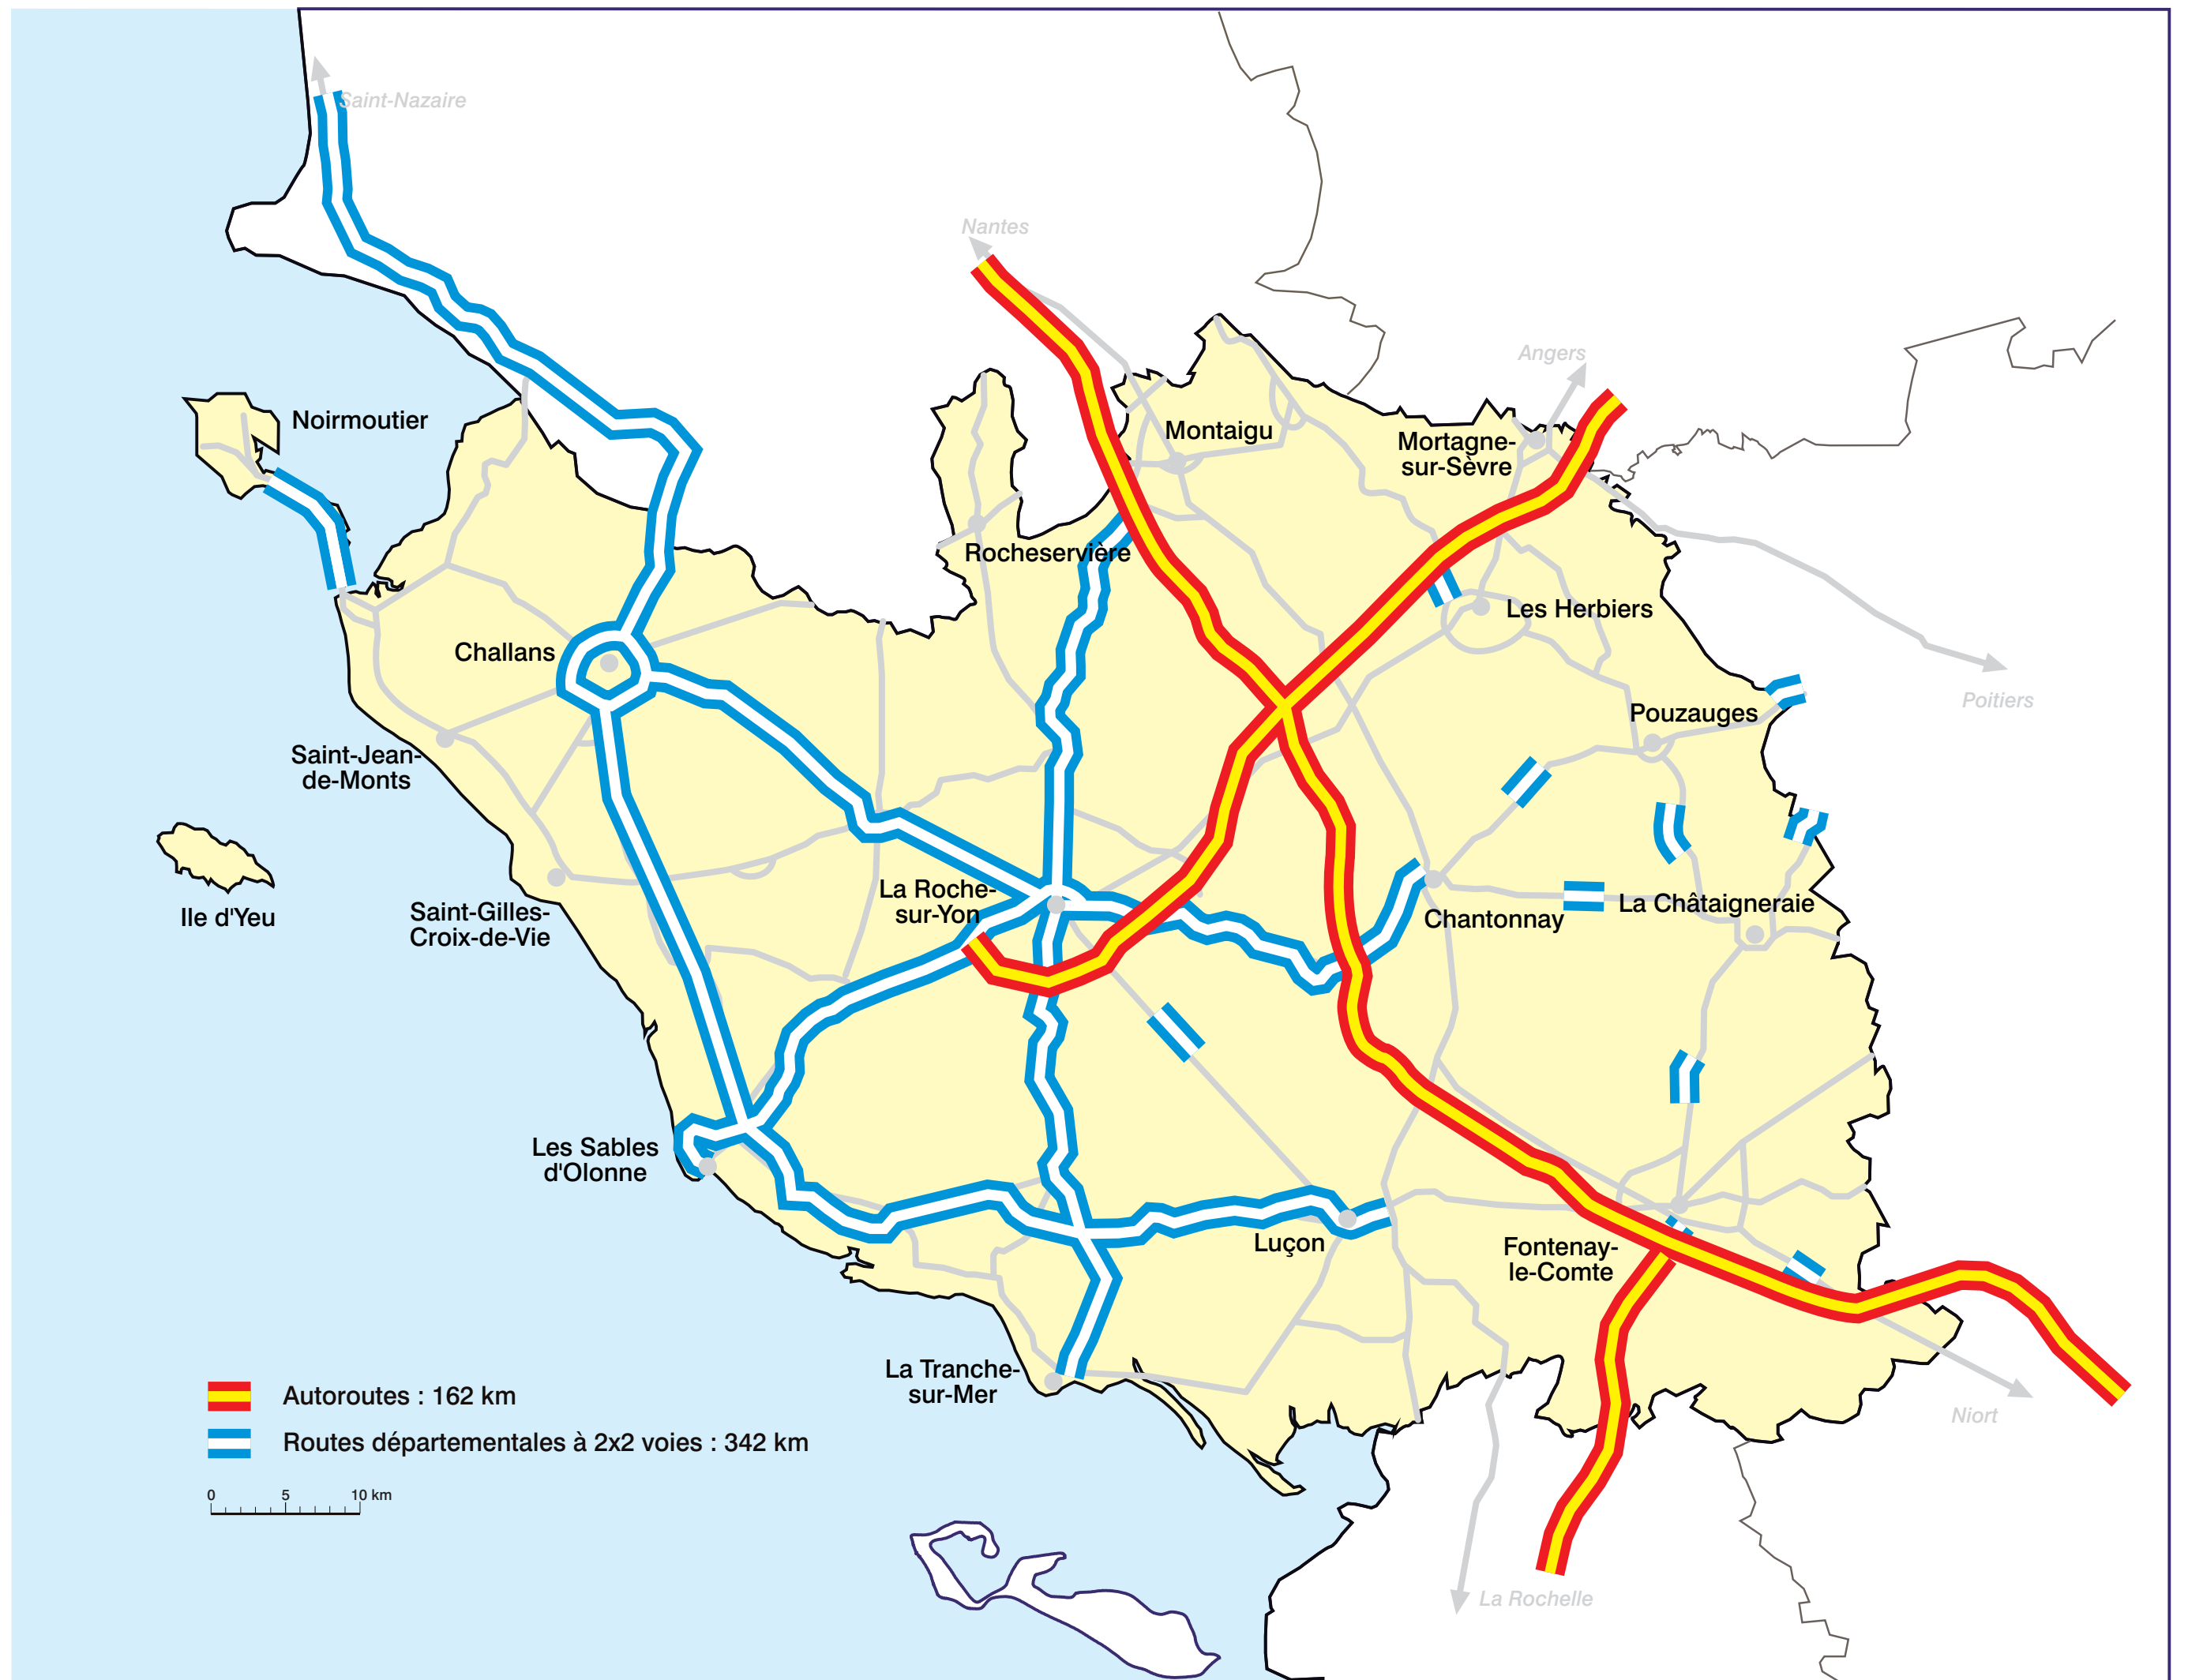 Saint-Nazaire
Nantes
Angers
Noirmoutier
Montaigu
Mortagne-
sur-Sèvre
Rocheservière
Les Herbiers
Challans
Poitiers
Pouzauges
Saint-Jean-
de-Monts
La Roche-
sur-Yon
La Châtaigneraie
Ile d'Yeu
Saint-Gilles-
Croix-de-Vie
Chantonnay
Les Sables
d'Olonne
Luçon
Fontenay-
le-Comte
La Tranche-
sur-Mer
Niort
Autoroutes : 162 km
Routes départementales à 2x2 voies : 342 km
0 5 10 km
La Rochelle